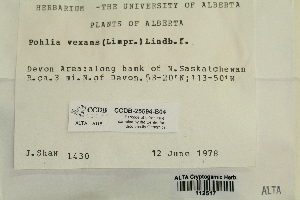 HERBARIUM -THE UNIVERSITY OF ALBERTA
PLANTS OF ALBERTA
Pohlia vexans(Limpr.)Lindb.f.
Devon Area:along bank of N.Saskatchewan
R.ca.3 mi.N.of Devon.53-20'N;113-50'W
CCDB
CCDB-25594-E04
J.Shaw 1430
12 June 1978
ALTA Cryptogamic Herb
ALTA